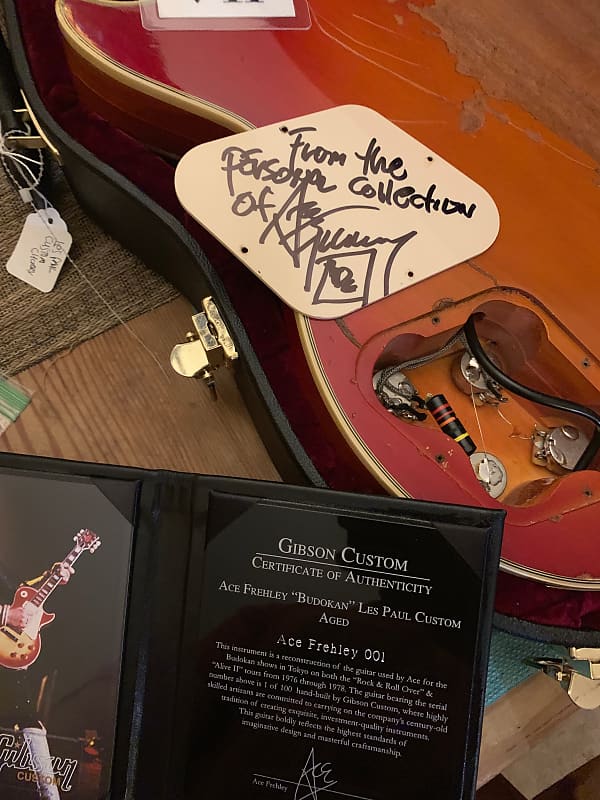 From the
personal collection
of Ace
Frehley
Ace
Les Paul
Custom
Cherry
GIBSON CUSTOM
CERTIFICATE OF AUTHENTICITY
ACE FREHLEY "BUDOKAN" LES PAUL CUSTOM
AGED
Ace Frehley 001
This instrument is a reconstruction of the guitar used by Ace for the
Budokan shows in Tokyo on both the "Rock & Roll Over" &
"Alive II" tours from 1976 through 1978. The guitar bearing the serial
number above is 1 of 100 hand-built by Gibson Custom, where highly
skilled artisans are committed to carrying on the company's century-old
tradition of creating exquisite, investment-quality instruments.
This guitar boldly reflects the highest standards of
imaginative design and masterful craftsmanship.
Ace
Ace Frehley
Gibson
CUSTOM